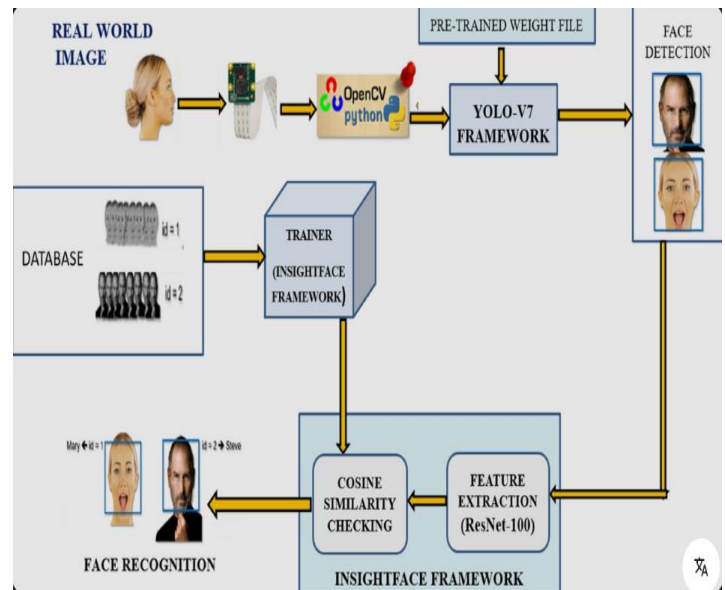 REAL WORLD
IMAGE
OpenCV
python
PRE-TRAINED WEIGHT FILE
YOLO-V7
FRAMEWORK
FACE
DETECTION
DATABASE
id = 1
id = 2
TRAINER
(INSIGHTFACE
FRAMEWORK)
Mary ← id = 1
id = 2 → Steve
FACE RECOGNITION
COSINE
SIMILARITY
CHECKING
FEATURE
EXTRACTION
(ResNet-100)
INSIGHTFACE FRAMEWORK